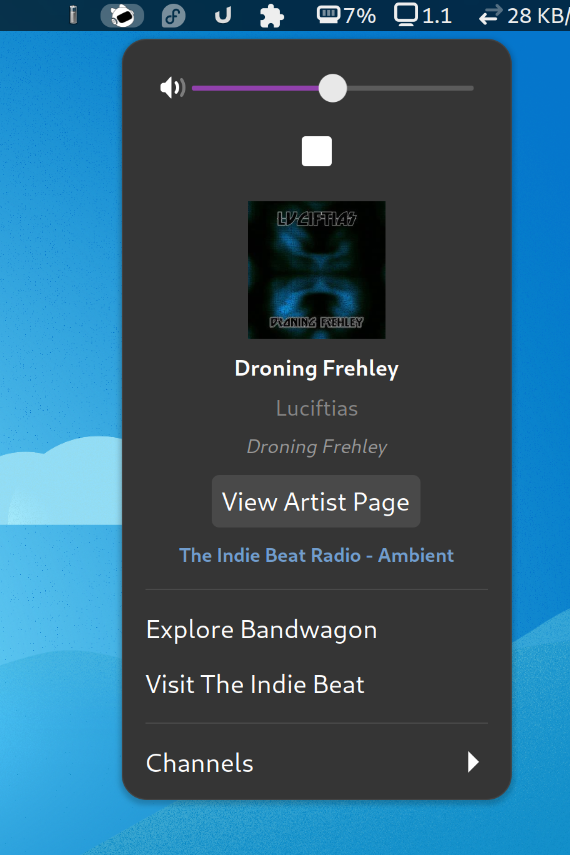 7% 1.1 28 KB/
LUCIFTIAS
DRONING FREHLEY
Droning Frehley
Luciftias
Droning Frehley
View Artist Page
The Indie Beat Radio - Ambient
Explore Bandwagon
Visit The Indie Beat
Channels